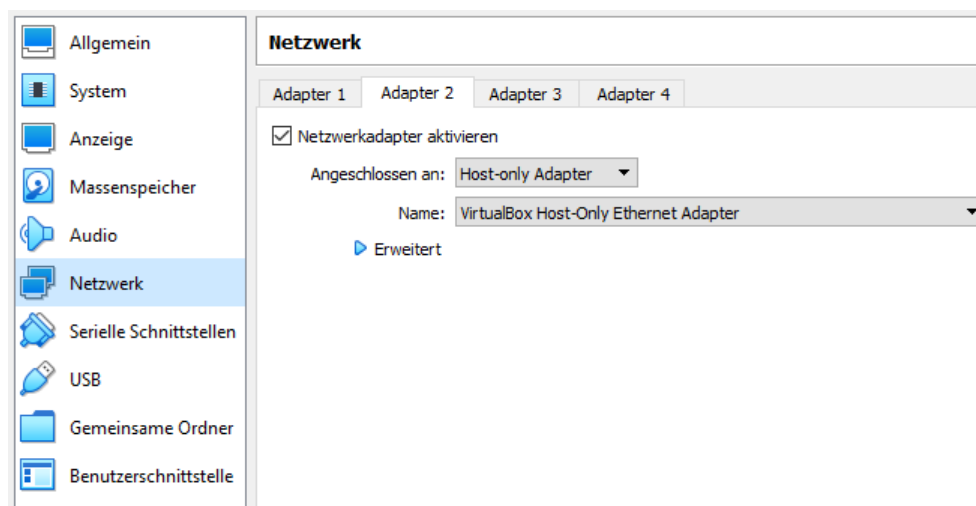 Allgemein
System
Anzeige
Massenspeicher
Audio
Netzwerk
Serielle Schnittstellen
USB
Gemeinsame Ordner
Benutzerschnittstelle
Netzwerk
Adapter 1 Adapter 2 Adapter 3 Adapter 4
Netzwerkadapter aktivieren
Angeschlossen an: Host-only Adapter
Name: VirtualBox Host-Only Ethernet Adapter
Erweitert